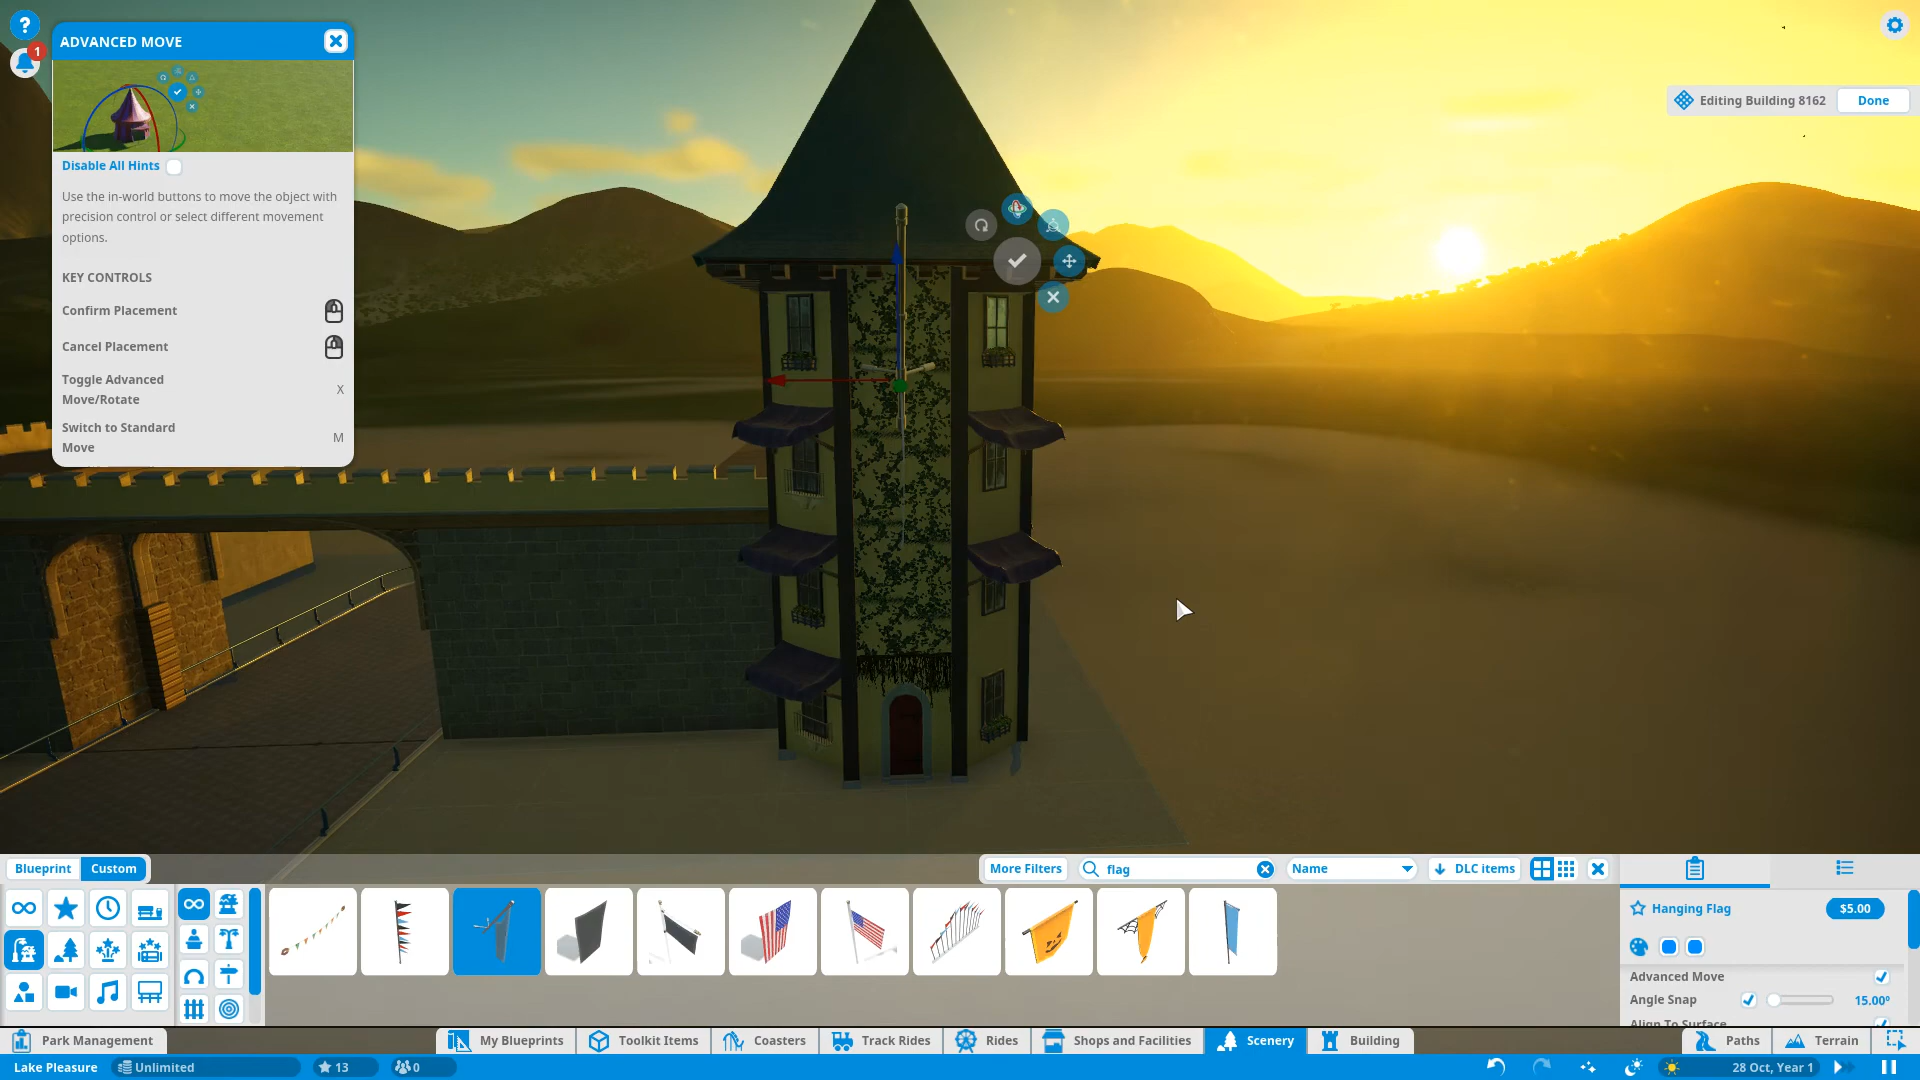 ?
1
ADVANCED MOVE
Disable All Hints
Use the in-world buttons to move the object with
precision control or select different movement
options.
KEY CONTROLS
Confirm Placement
Cancel Placement
Toggle Advanced
Move/Rotate
X
Switch to Standard
Move
M
Editing Building 8162
Done
Blueprint
Custom
More Filters
flag
Name
DLC items
Hanging Flag
$5.00
Advanced Move
Angle Snap
15.00°
Align To Surface
Park Management
My Blueprints
Toolkit Items
Coasters
Track Rides
Rides
Shops and Facilities
Scenery
Building
Paths
Terrain
Lake Pleasure
Unlimited
13
0
28 Oct, Year 1